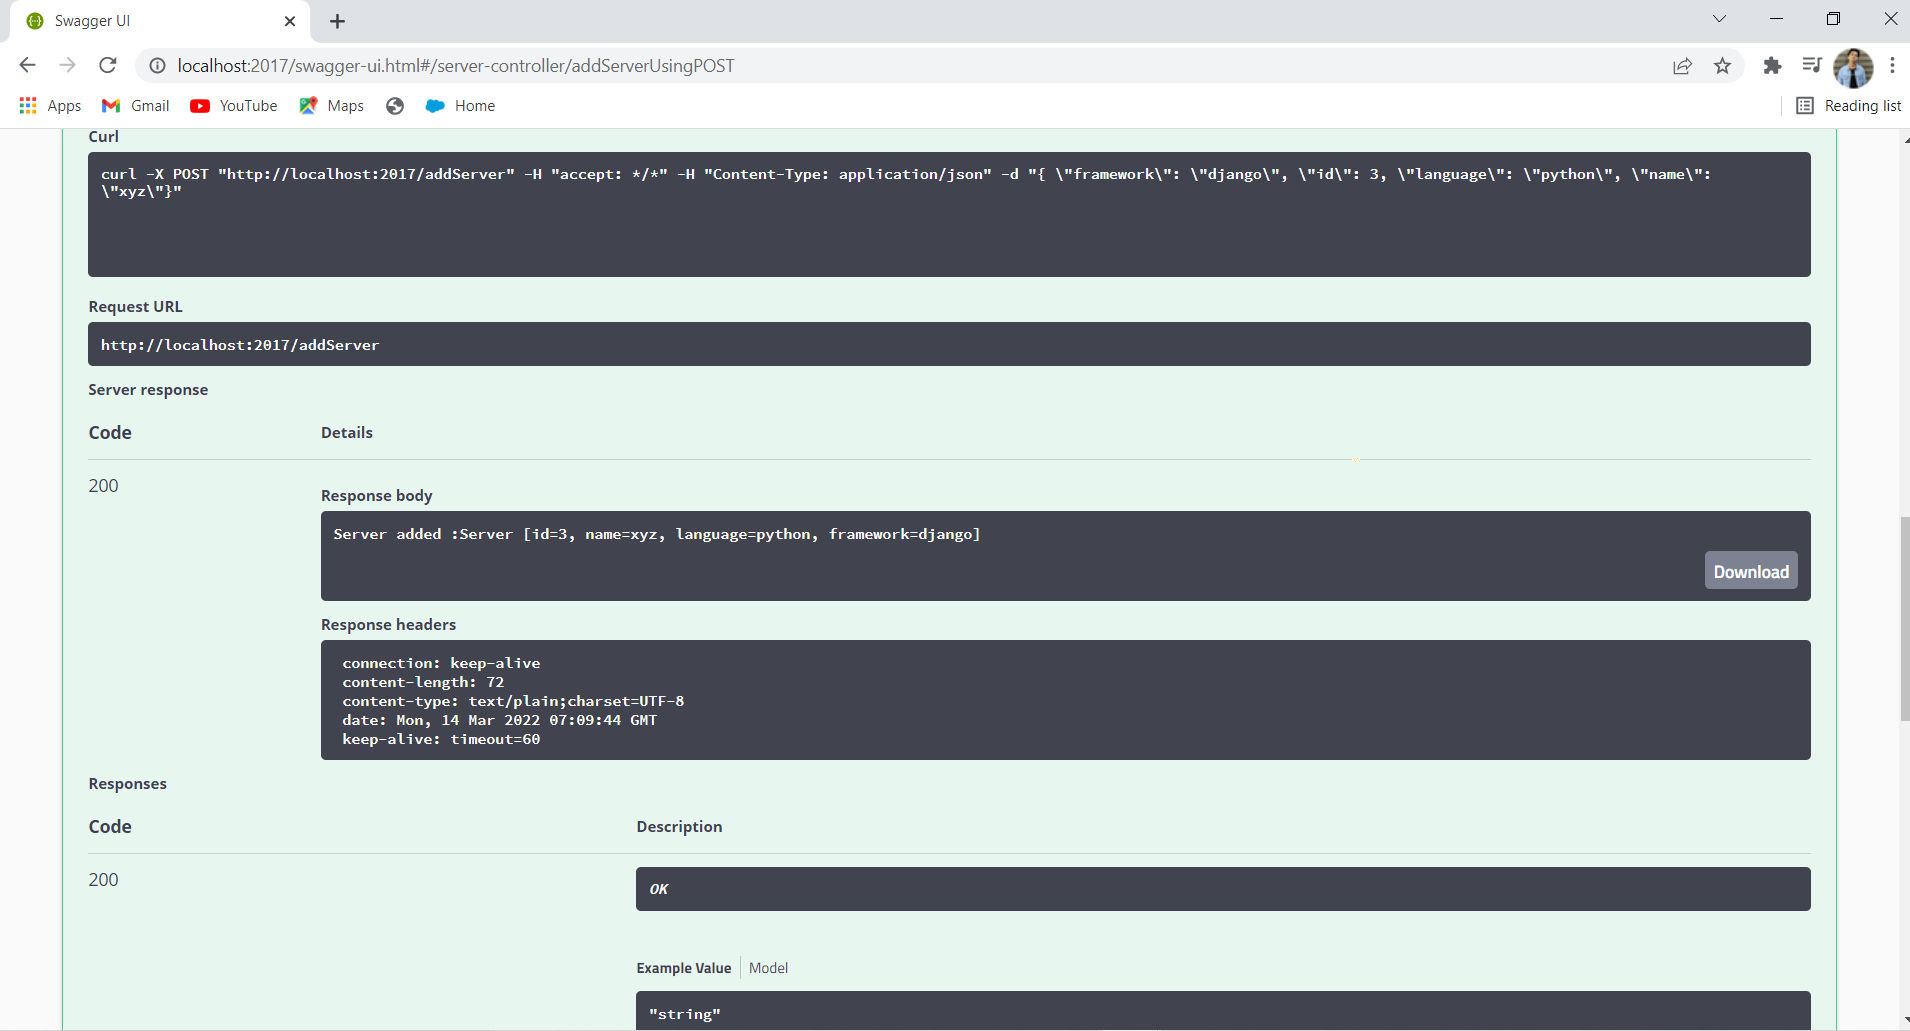 Swagger UI
localhost:2017/swagger-ui.html#/server-controller/addServerUsingPOST
Apps Gmail YouTube Maps Home Reading list
Curl
curl -X POST "http://localhost:2017/addServer" -H "accept: */*" -H "Content-Type: application/json" -d "{ \"framework\": \"django\", \"id\": 3, \"language\": \"python\", \"name\":
\"xyz\"}"
Request URL
http://localhost:2017/addServer
Server response
Code Details
200
Response body
Server added :Server [id=3, name=xyz, language=python, framework=django]
Download
Response headers
connection: keep-alive
content-length: 72
content-type: text/plain;charset=UTF-8
date: Mon, 14 Mar 2022 07:09:44 GMT
keep-alive: timeout=60
Responses
Code Description
200
OK
Example Value Model
"string"